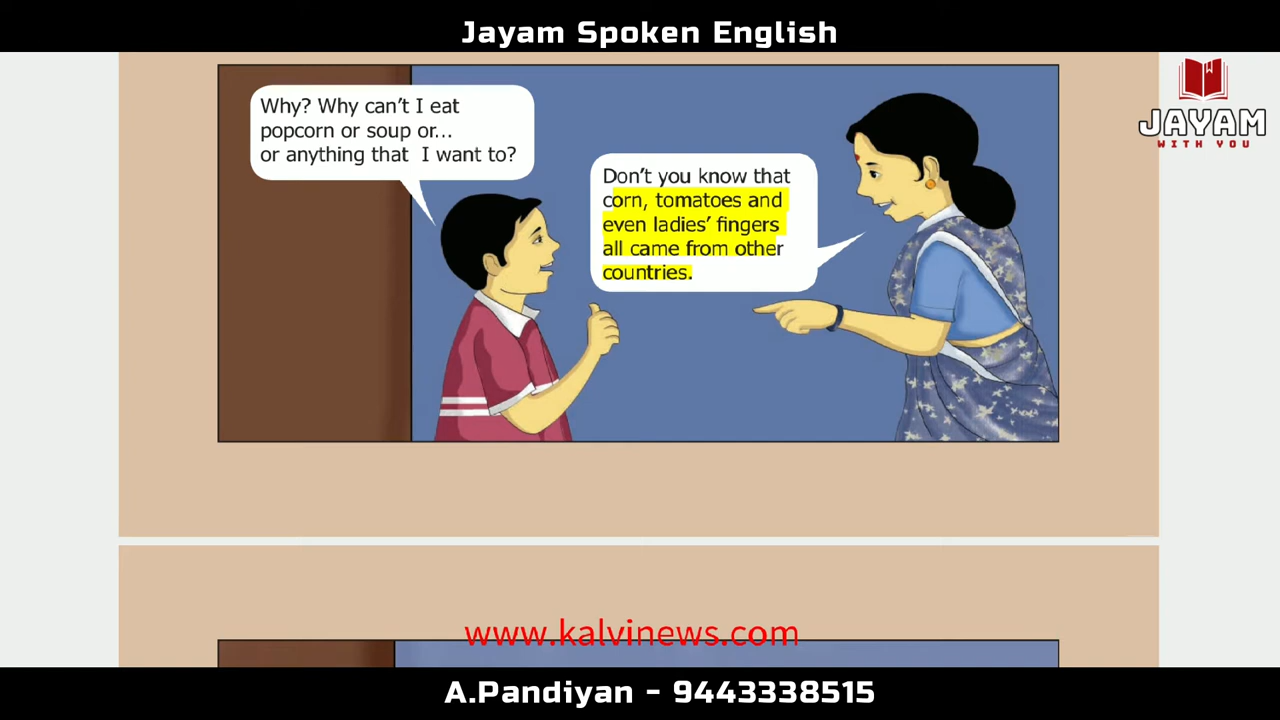 Jayam Spoken English
JAYAM
WITH YOU
Why? Why can't I eat
popcorn or soup or...
or anything that I want to?
Don't you know that
corn, tomatoes and
even ladies' fingers
all came from other
countries.
www.kalvinews.com
A.Pandiyan - 9443338515